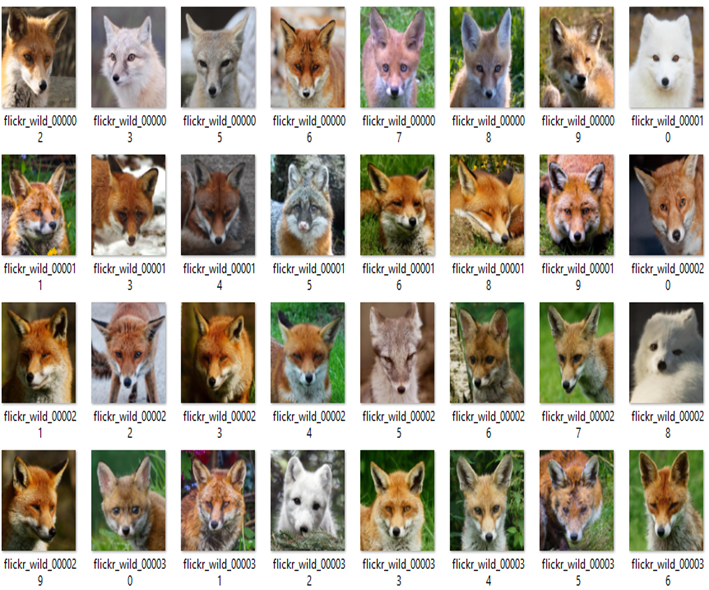 flickr_wild_00000 flickr_wild_00000 flickr_wild_00000 flickr_wild_00000 flickr_wild_00000 flickr_wild_00000 flickr_wild_00000 flickr_wild_00001
2 3 5 6 7 8 9 0
flickr_wild_00001 flickr_wild_00001 flickr_wild_00001 flickr_wild_00001 flickr_wild_00001 flickr_wild_00001 flickr_wild_00001 flickr_wild_00002
1 3 4 5 6 8 9 0
flickr_wild_00002 flickr_wild_00002 flickr_wild_00002 flickr_wild_00002 flickr_wild_00002 flickr_wild_00002 flickr_wild_00002 flickr_wild_00002
1 2 3 4 5 6 7 8
flickr_wild_00002 flickr_wild_00003 flickr_wild_00003 flickr_wild_00003 flickr_wild_00003 flickr_wild_00003 flickr_wild_00003 flickr_wild_00003
9 0 1 2 3 4 5 6